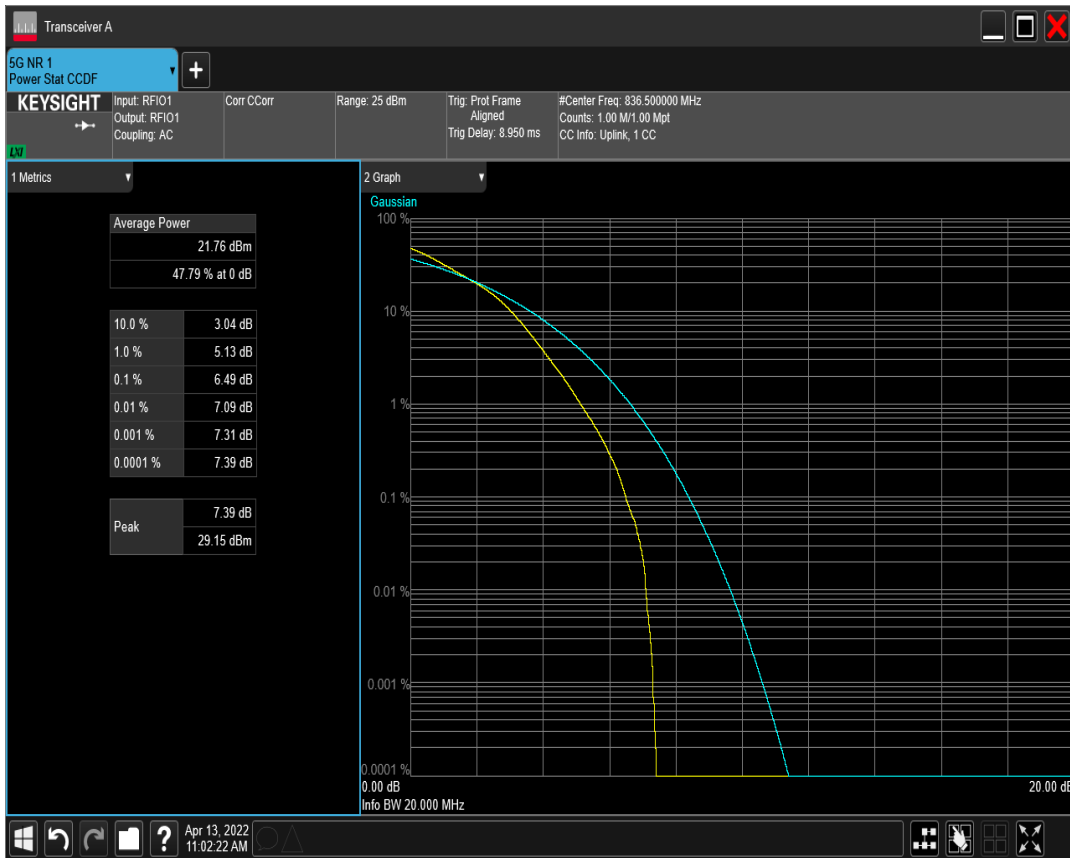 Transceiver A
5G NR 1
Power Stat CCDF
KEYSIGHT
LXI
Input: RFIO1
Output: RFIO1
Coupling: AC
Corr CCorr
Range: 25 dBm
Trig: Prot Frame
Aligned
Trig Delay: 8.950 ms
#Center Freq: 836.500000 MHz
Counts: 1.00 M/1.00 Mpt
CC Info: Uplink, 1 CC
1 Metrics
Average Power
21.76 dBm
47.79 % at 0 dB
10.0 % 3.04 dB
1.0 % 5.13 dB
0.1 % 6.49 dB
0.01 % 7.09 dB
0.001 % 7.31 dB
0.0001 % 7.39 dB
Peak 7.39 dB
29.15 dBm
2 Graph
Gaussian
100 %
10 %
1 %
0.1 %
0.01 %
0.001 %
0.0001 %
0.00 dB 20.00 dB
Info BW 20.000 MHz
Apr 13, 2022
11:02:22 AM